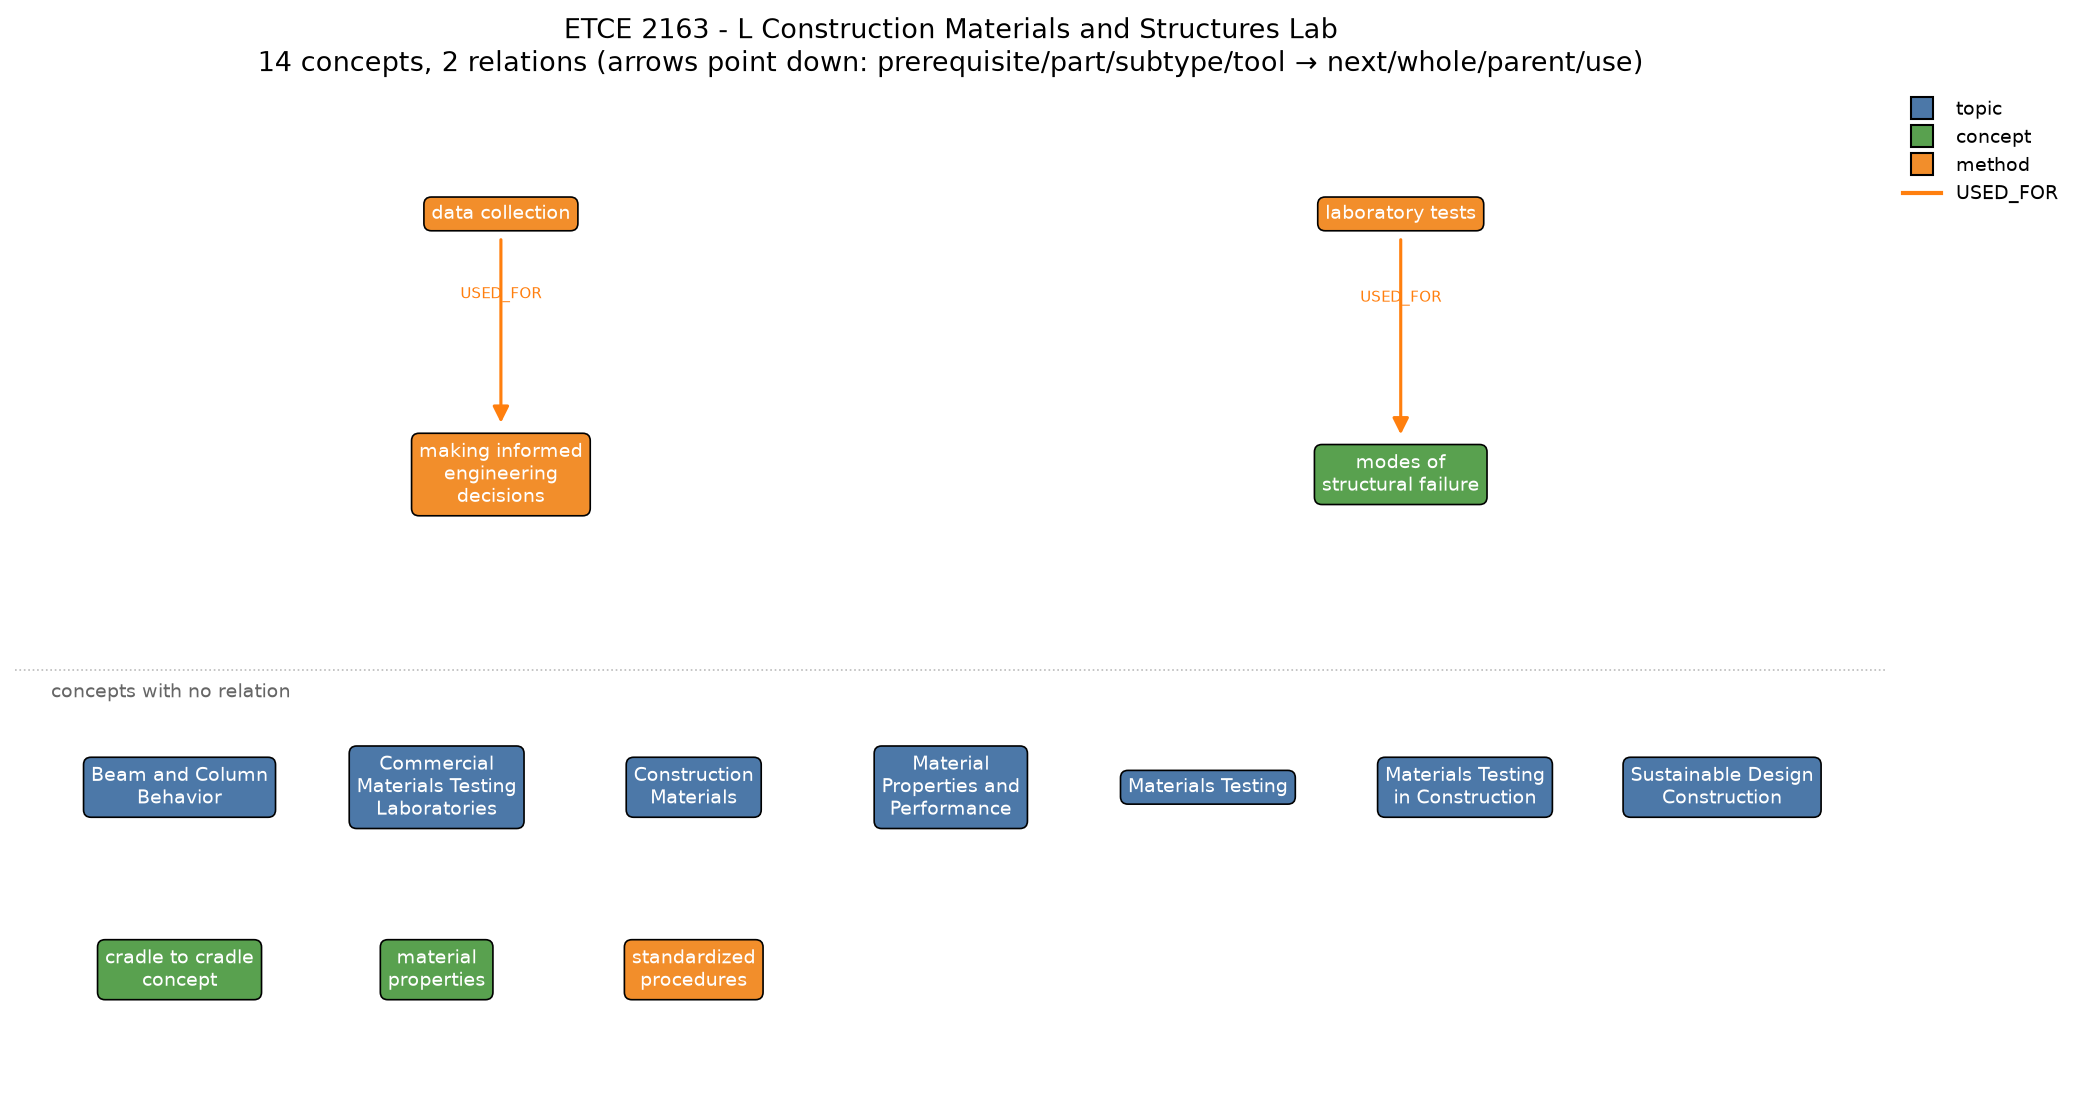 ETCE 2163 - L Construction Materials and Structures Lab
14 concepts, 2 relations (arrows point down: prerequisite/part/subtype/tool → next/whole/parent/use)
topic
concept
method
USED_FOR
data collection
laboratory tests
USED_FOR
USED_FOR
making informed
engineering
decisions
modes of
structural failure
concepts with no relation
Beam and Column
Behavior
Commercial
Materials Testing
Laboratories
Construction
Materials
Material
Properties and
Performance
Materials Testing
Materials Testing
in Construction
Sustainable Design
Construction
cradle to cradle
concept
material
properties
standardized
procedures